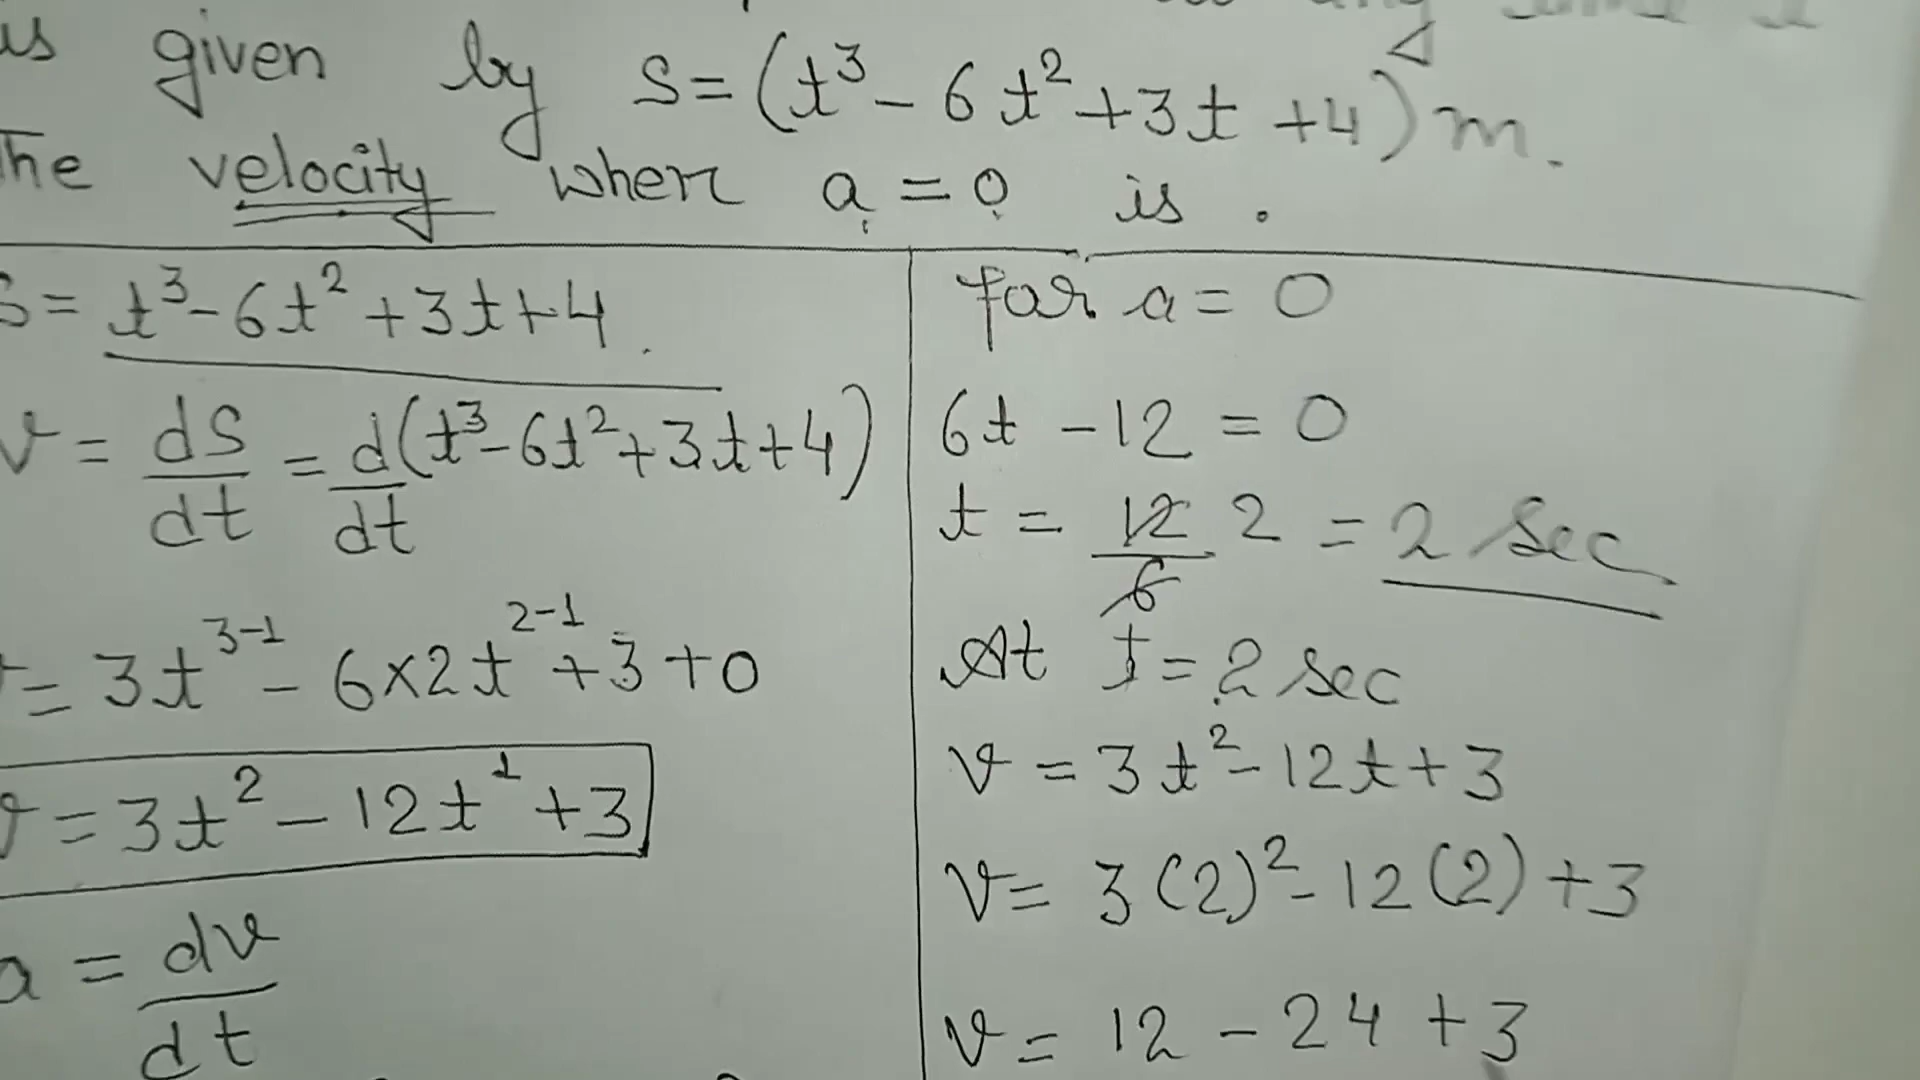 is given by S = (t³ - 6t² + 3t + 4) m.
The velocity when a = 0 is .
S = t³ - 6t² + 3t + 4.
v = dS/dt = d/dt (t³ - 6t² + 3t + 4)
v = 3t³⁻¹ - 6×2t²⁻¹ + 3 + 0
v = 3t² - 12t¹ + 3
a = dv/dt
for a = 0
6t - 12 = 0
t = 12/6 2 = 2 Sec
At t = 2 sec
v = 3t² - 12t + 3
v = 3(2)² - 12(2) + 3
v = 12 - 24 + 3